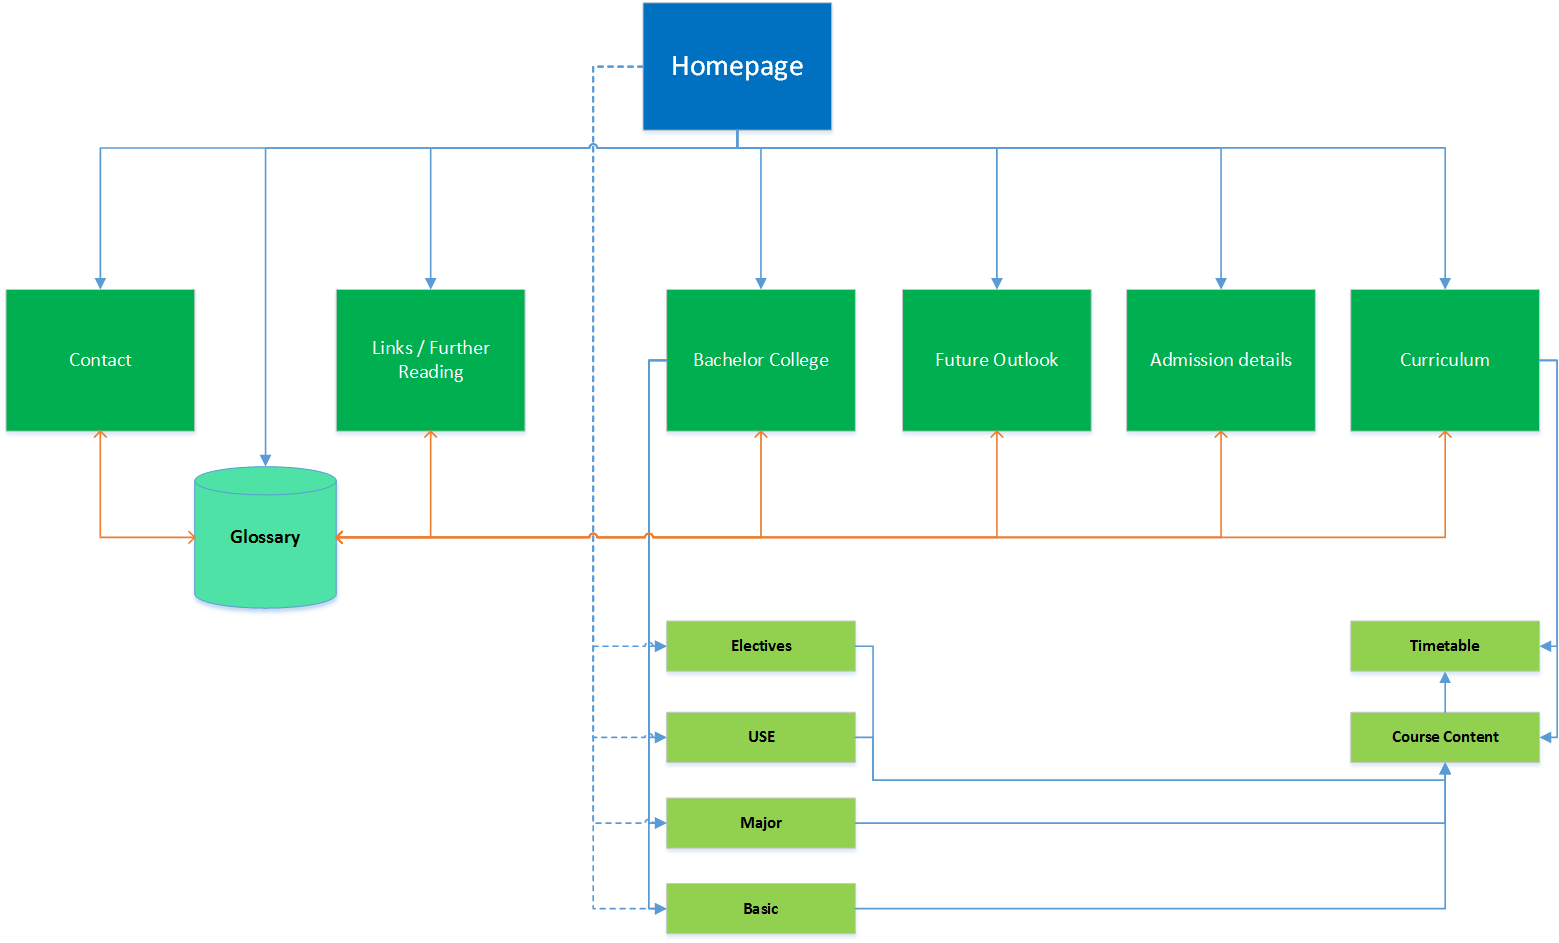 Homepage
Contact
Links / Further
Reading
Bachelor College
Future Outlook
Admission details
Curriculum
Glossary
Electives
Timetable
USE
Course Content
Major
Basic